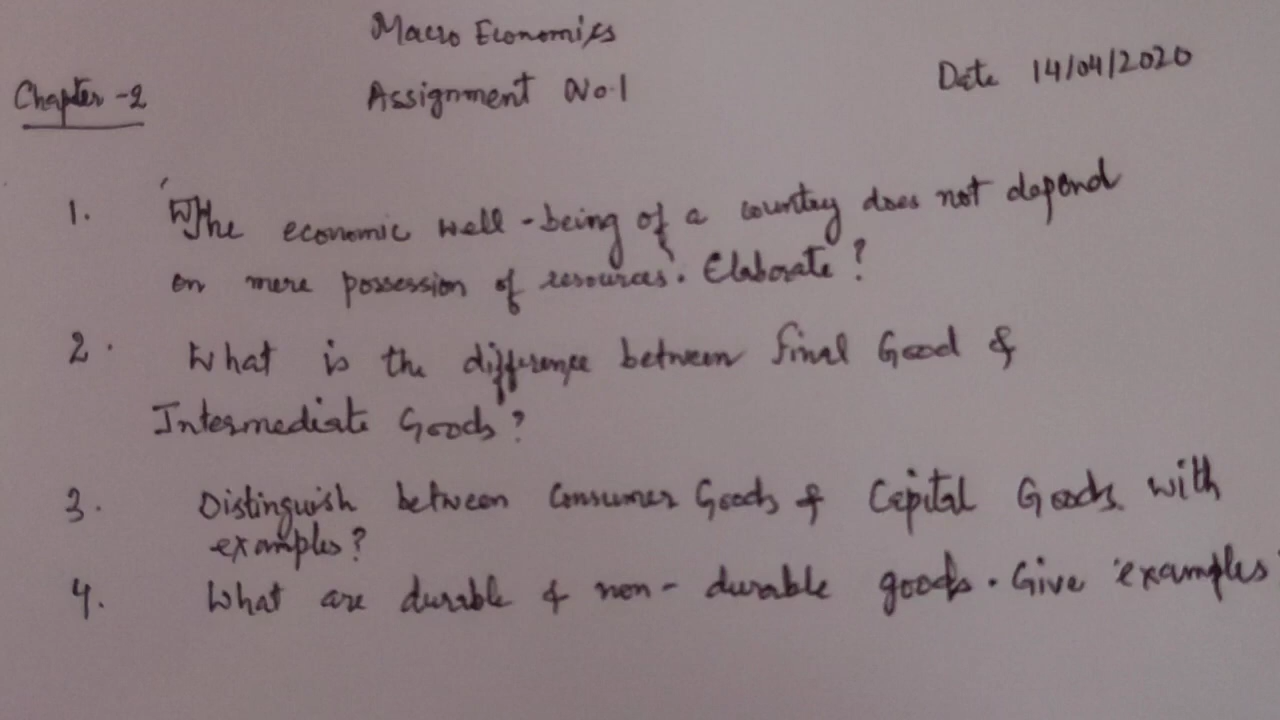 Macro Economics
Chapter -2 Assignment No.1 Date 14/04/2020
1. The economic well-being of a country does not depend
on mere possession of resources. Elaborate?
2. What is the difference between Final Good &
Intermediate Goods?
3. Distinguish between Consumer Goods & Capital Goods with
examples?
4. What are durable & non-durable goods. Give examples